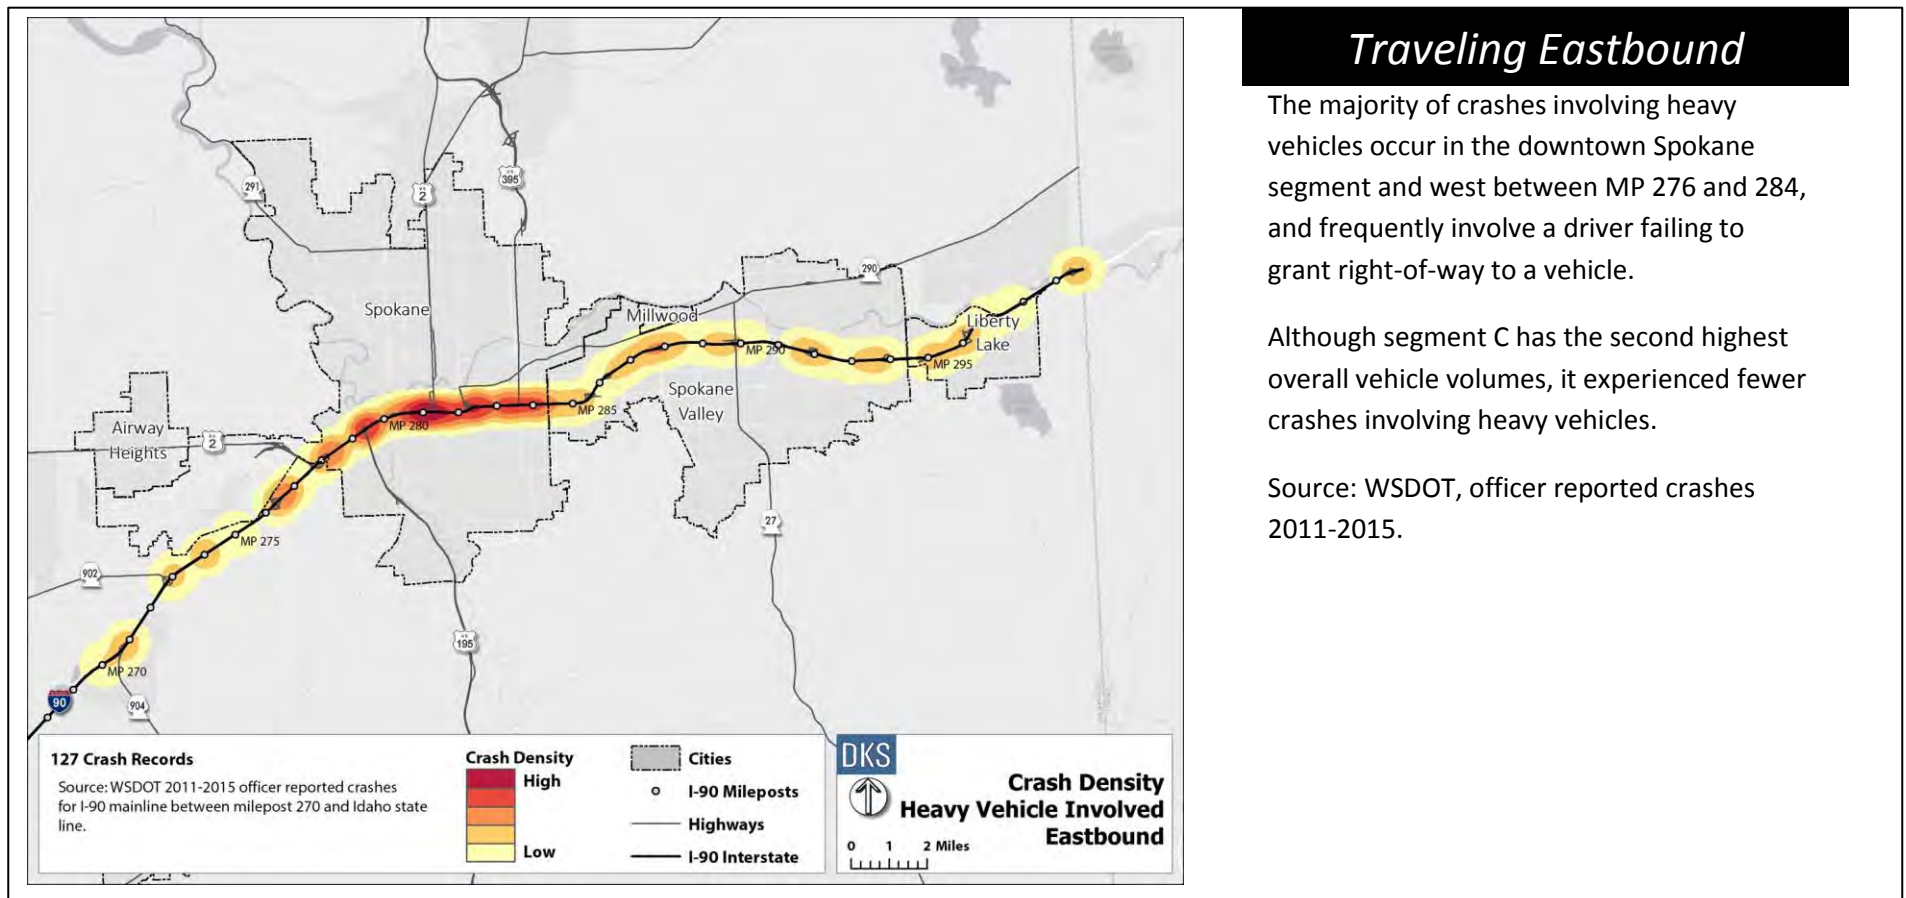 Traveling Eastbound
The majority of crashes involving heavy
vehicles occur in the downtown Spokane
segment and west between MP 276 and 284,
and frequently involve a driver failing to
grant right-of-way to a vehicle.
Although segment C has the second highest
overall vehicle volumes, it experienced fewer
crashes involving heavy vehicles.
Source: WSDOT, officer reported crashes
2011-2015.
291
US
2
US
395
290
Spokane
Millwood
Liberty
Lake
MP 290
MP 295
Spokane
Valley
MP 285
MP 280
Airway
Heights
US
2
27
MP 275
902
US
195
MP 270
90
904
127 Crash Records
Source: WSDOT 2011-2015 officer reported crashes
for I-90 mainline between milepost 270 and Idaho state
line.
Crash Density
High
Low
Cities
I-90 Mileposts
Highways
I-90 Interstate
DKS
0 1 2 Miles
Crash Density
Heavy Vehicle Involved
Eastbound